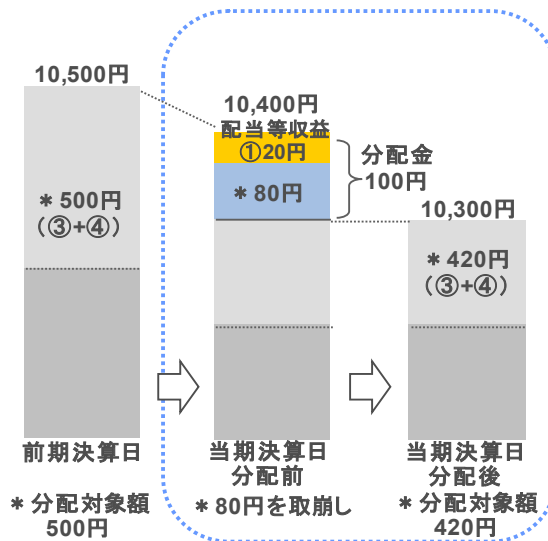 10,500円
＊500円
（③+④）
前期決算日
＊分配対象額
500円
10,400円
配当等収益
①20円
＊80円
分配金
100円
当期決算日
分配前
＊80円を取崩し
10,300円
＊420円
（③+④）
当期決算日
分配後
＊分配対象額
420円